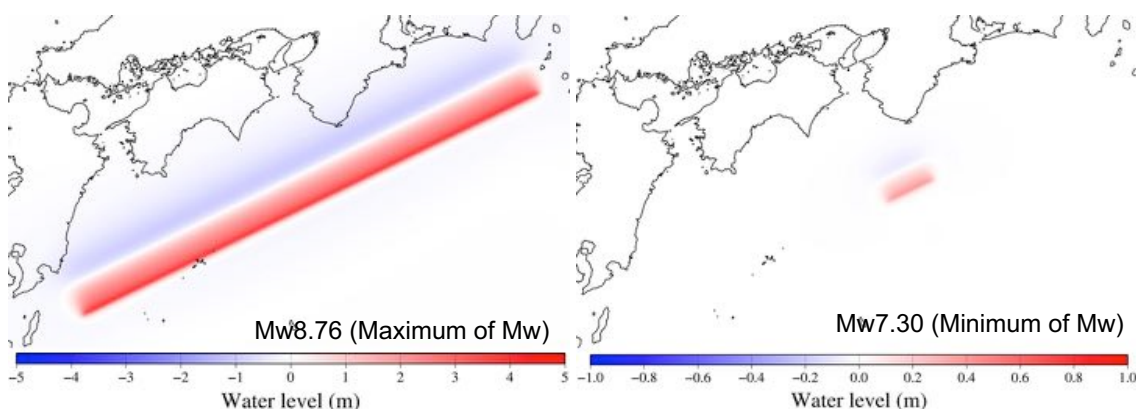 Mw8.76 (Maximum of Mw)
−5 −4 −3 −2 −1 0 1 2 3 4 5
Water level (m)
Mw7.30 (Minimum of Mw)
−1.0 −0.8 −0.6 −0.4 −0.2 0.0 0.2 0.4 0.6 0.8 1.0
Water level (m)